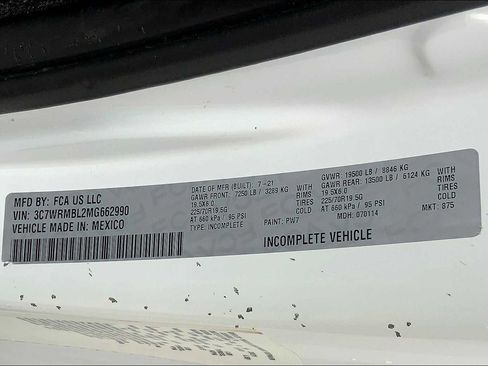 MFD BY: FCA US LLC
VIN: 3C7WRMBL2MG662990
VEHICLE MADE IN: MEXICO
DATE OF MFR (BUILT): 7-21
GAWR FRONT: 7250 LB / 3289 KG
WITH RIMS TIRES
19.5X6.0
225/70R19.5G
AT 660 kPa / 95 PSI
TYPE: INCOMPLETE
PAINT: PW7
GVWR: 19500 LB / 8846 KG
GAWR REAR: 13500 LB / 6124 KG
WITH RIMS TIRES
19.5X6.0
225/70R19.5G
AT 660 kPa / 95 PSI
MDH: 070114
MKT: 875
INCOMPLETE VEHICLE